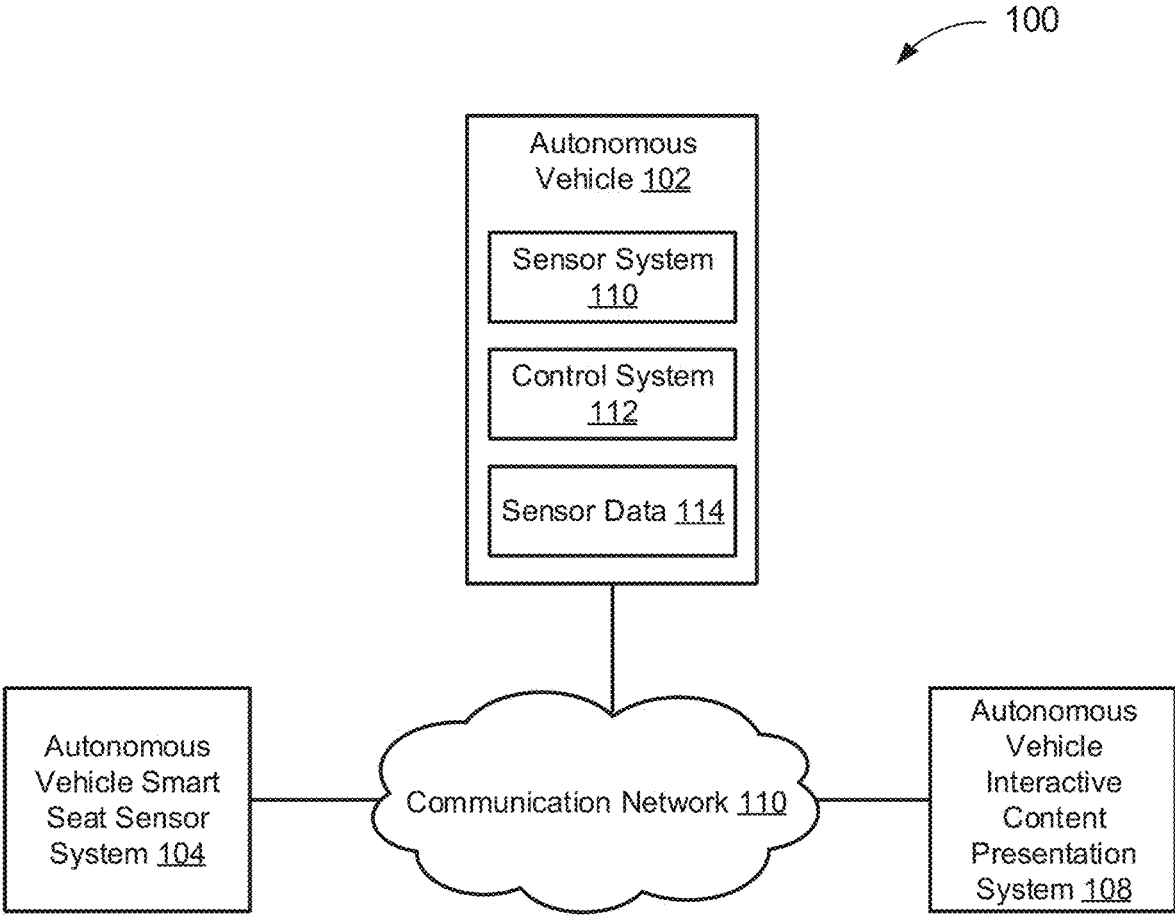 100
Autonomous
Vehicle 102
Sensor System
110
Control System
112
Sensor Data 114
Autonomous
Vehicle Smart
Seat Sensor
System 104
Communication Network 110
Autonomous
Vehicle
Interactive
Content
Presentation
System 108